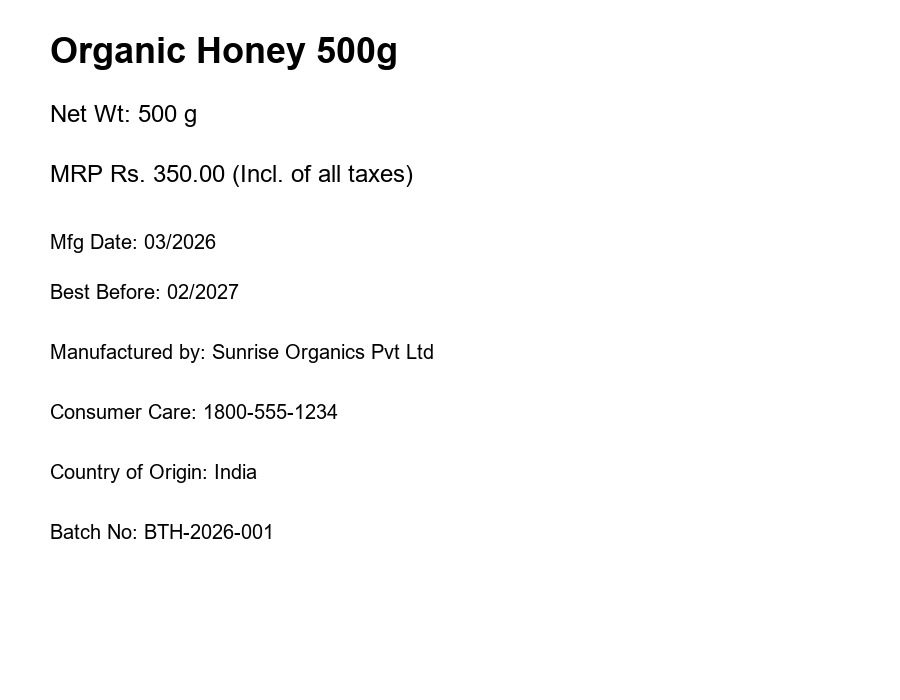 Organic Honey 500g
Net Wt: 500 g
MRP Rs. 350.00 (Incl. of all taxes)
Mfg Date: 03/2026
Best Before: 02/2027
Manufactured by: Sunrise Organics Pvt Ltd
Consumer Care: 1800-555-1234
Country of Origin: India
Batch No: BTH-2026-001